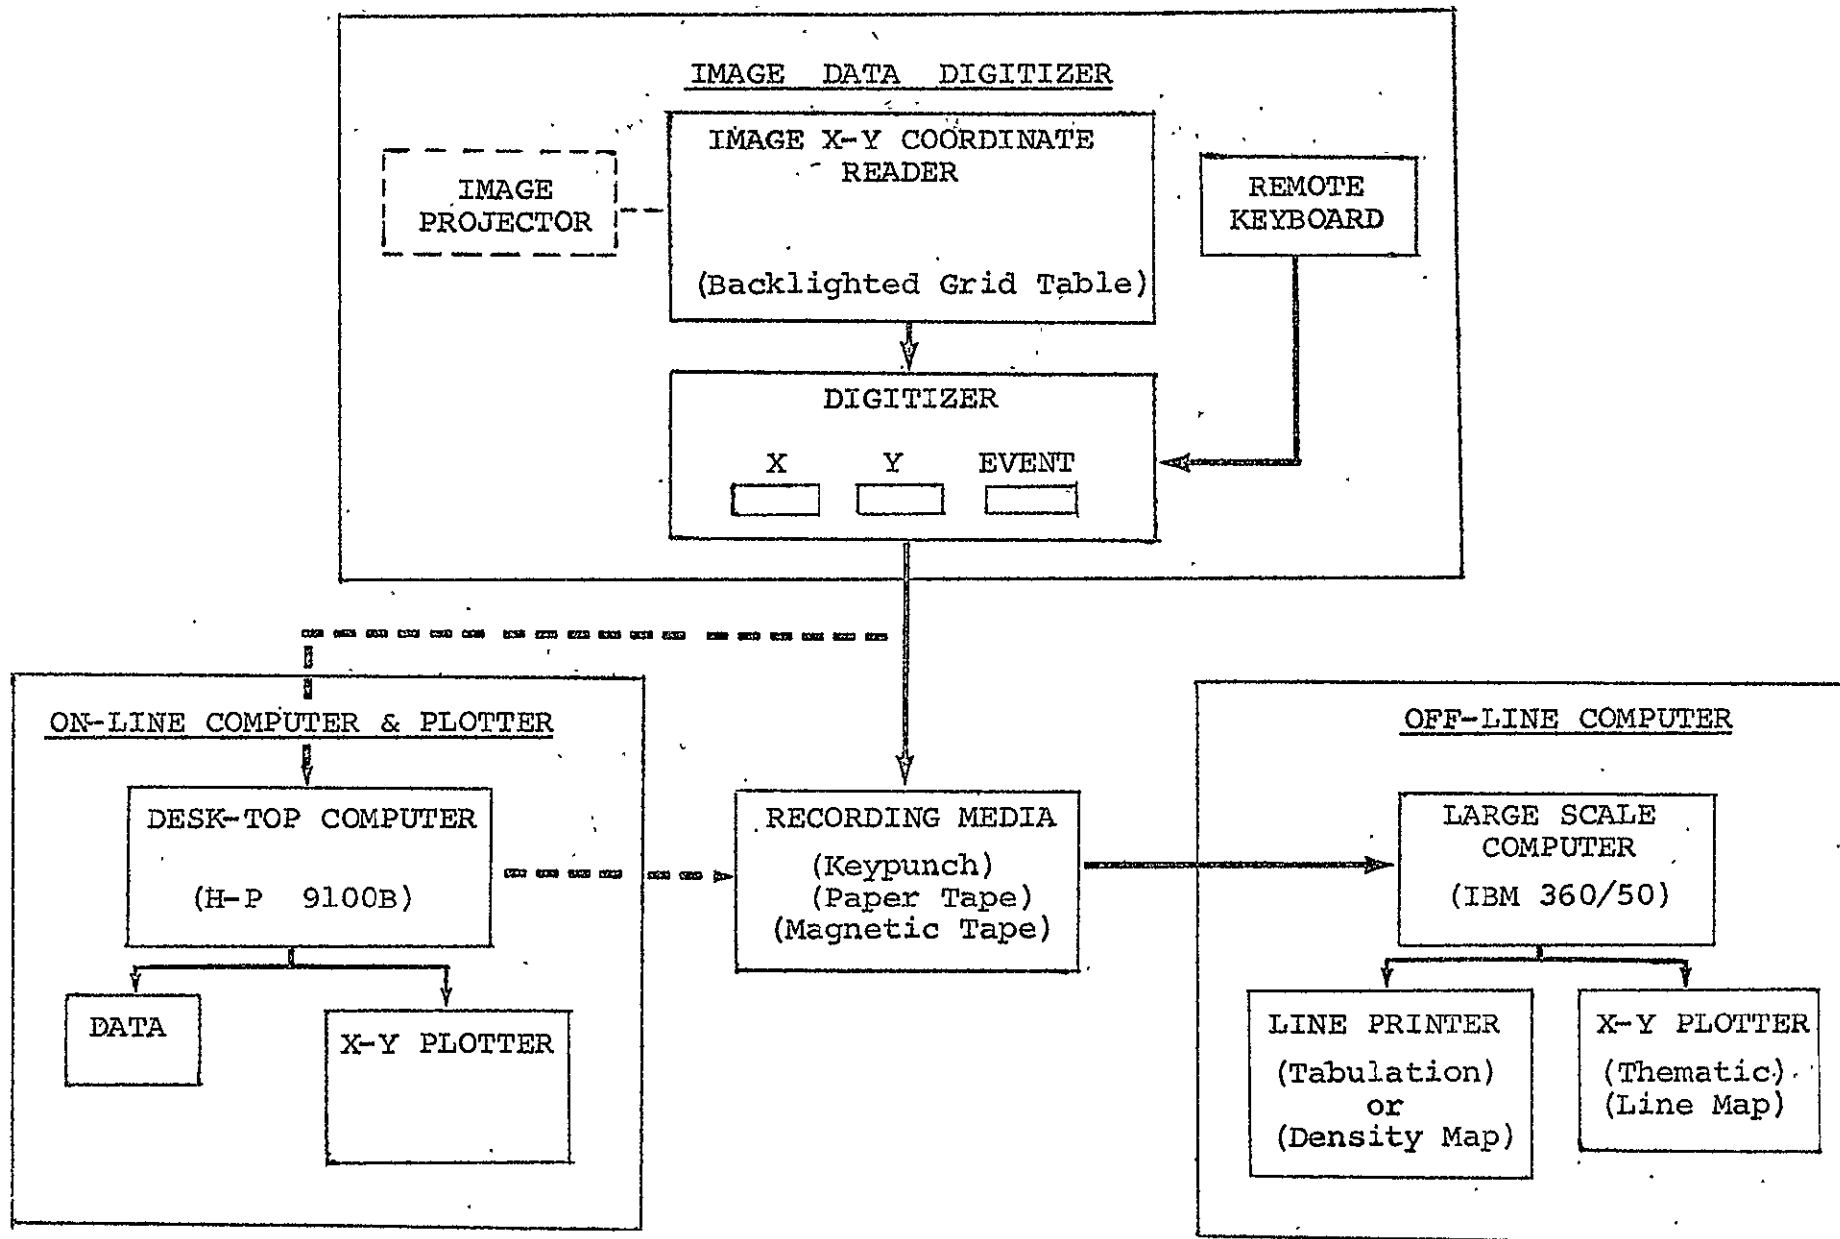 IMAGE DATA DIGITIZER
IMAGE X-Y COORDINATE
READER
(Backlighted Grid Table)
IMAGE
PROJECTOR
REMOTE
KEYBOARD
DIGITIZER
X Y EVENT
ON-LINE COMPUTER & PLOTTER
DESK-TOP COMPUTER
(H-P 9100B)
DATA
X-Y PLOTTER
RECORDING MEDIA
(Keypunch)
(Paper Tape)
(Magnetic Tape)
OFF-LINE COMPUTER
LARGE SCALE
COMPUTER
(IBM 360/50)
LINE PRINTER
(Tabulation)
or
(Density Map)
X-Y PLOTTER
(Thematic)
(Line Map)